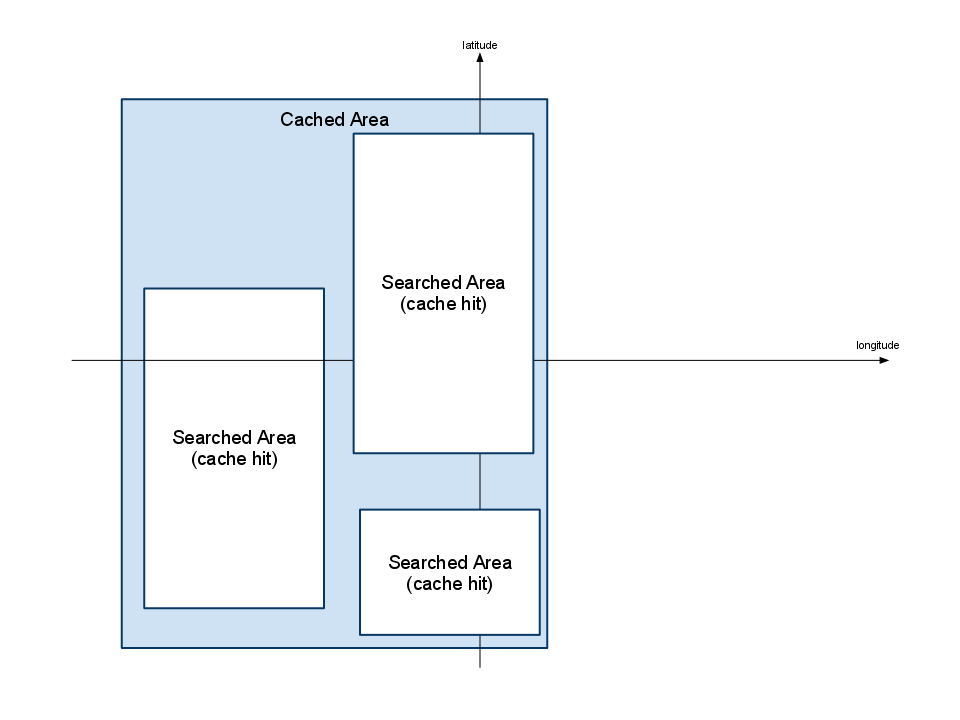 latitude
Cached Area
Searched Area
(cache hit)
longitude
Searched Area
(cache hit)
Searched Area
(cache hit)